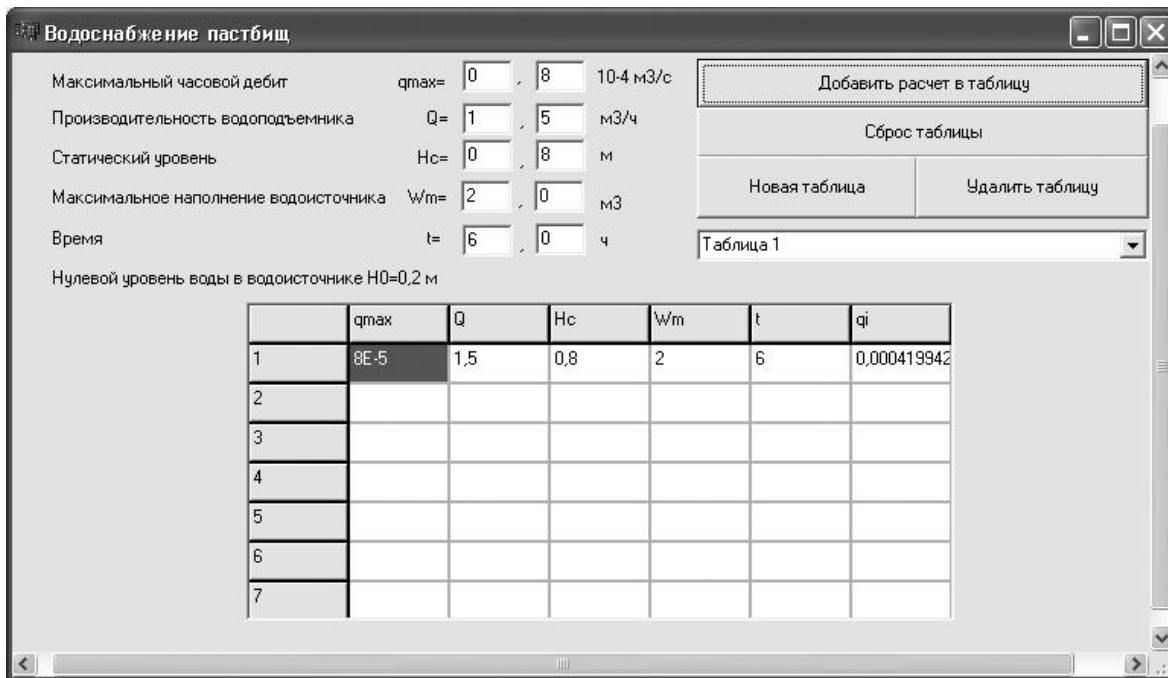 Водоснабжение пастбищ
Максимальный часовой дебит qmax= 0 , 8 10-4 м3/с
Производительность водоподъемника Q= 1 , 5 м3/ч
Статический уровень Hc= 0 , 8 м
Максимальное наполнение водоисточника Wm= 2 , 0 м3
Время t= 6 , 0 ч
Нулевой уровень воды в водоисточнике H0=0,2 м
Добавить расчет в таблицу
Сброс таблицы
Новая таблица Удалить таблицу
Таблица 1
qmax Q Hc Wm t qi
1 8E-5 1,5 0,8 2 6 0,000419942
2
3
4
5
6
7